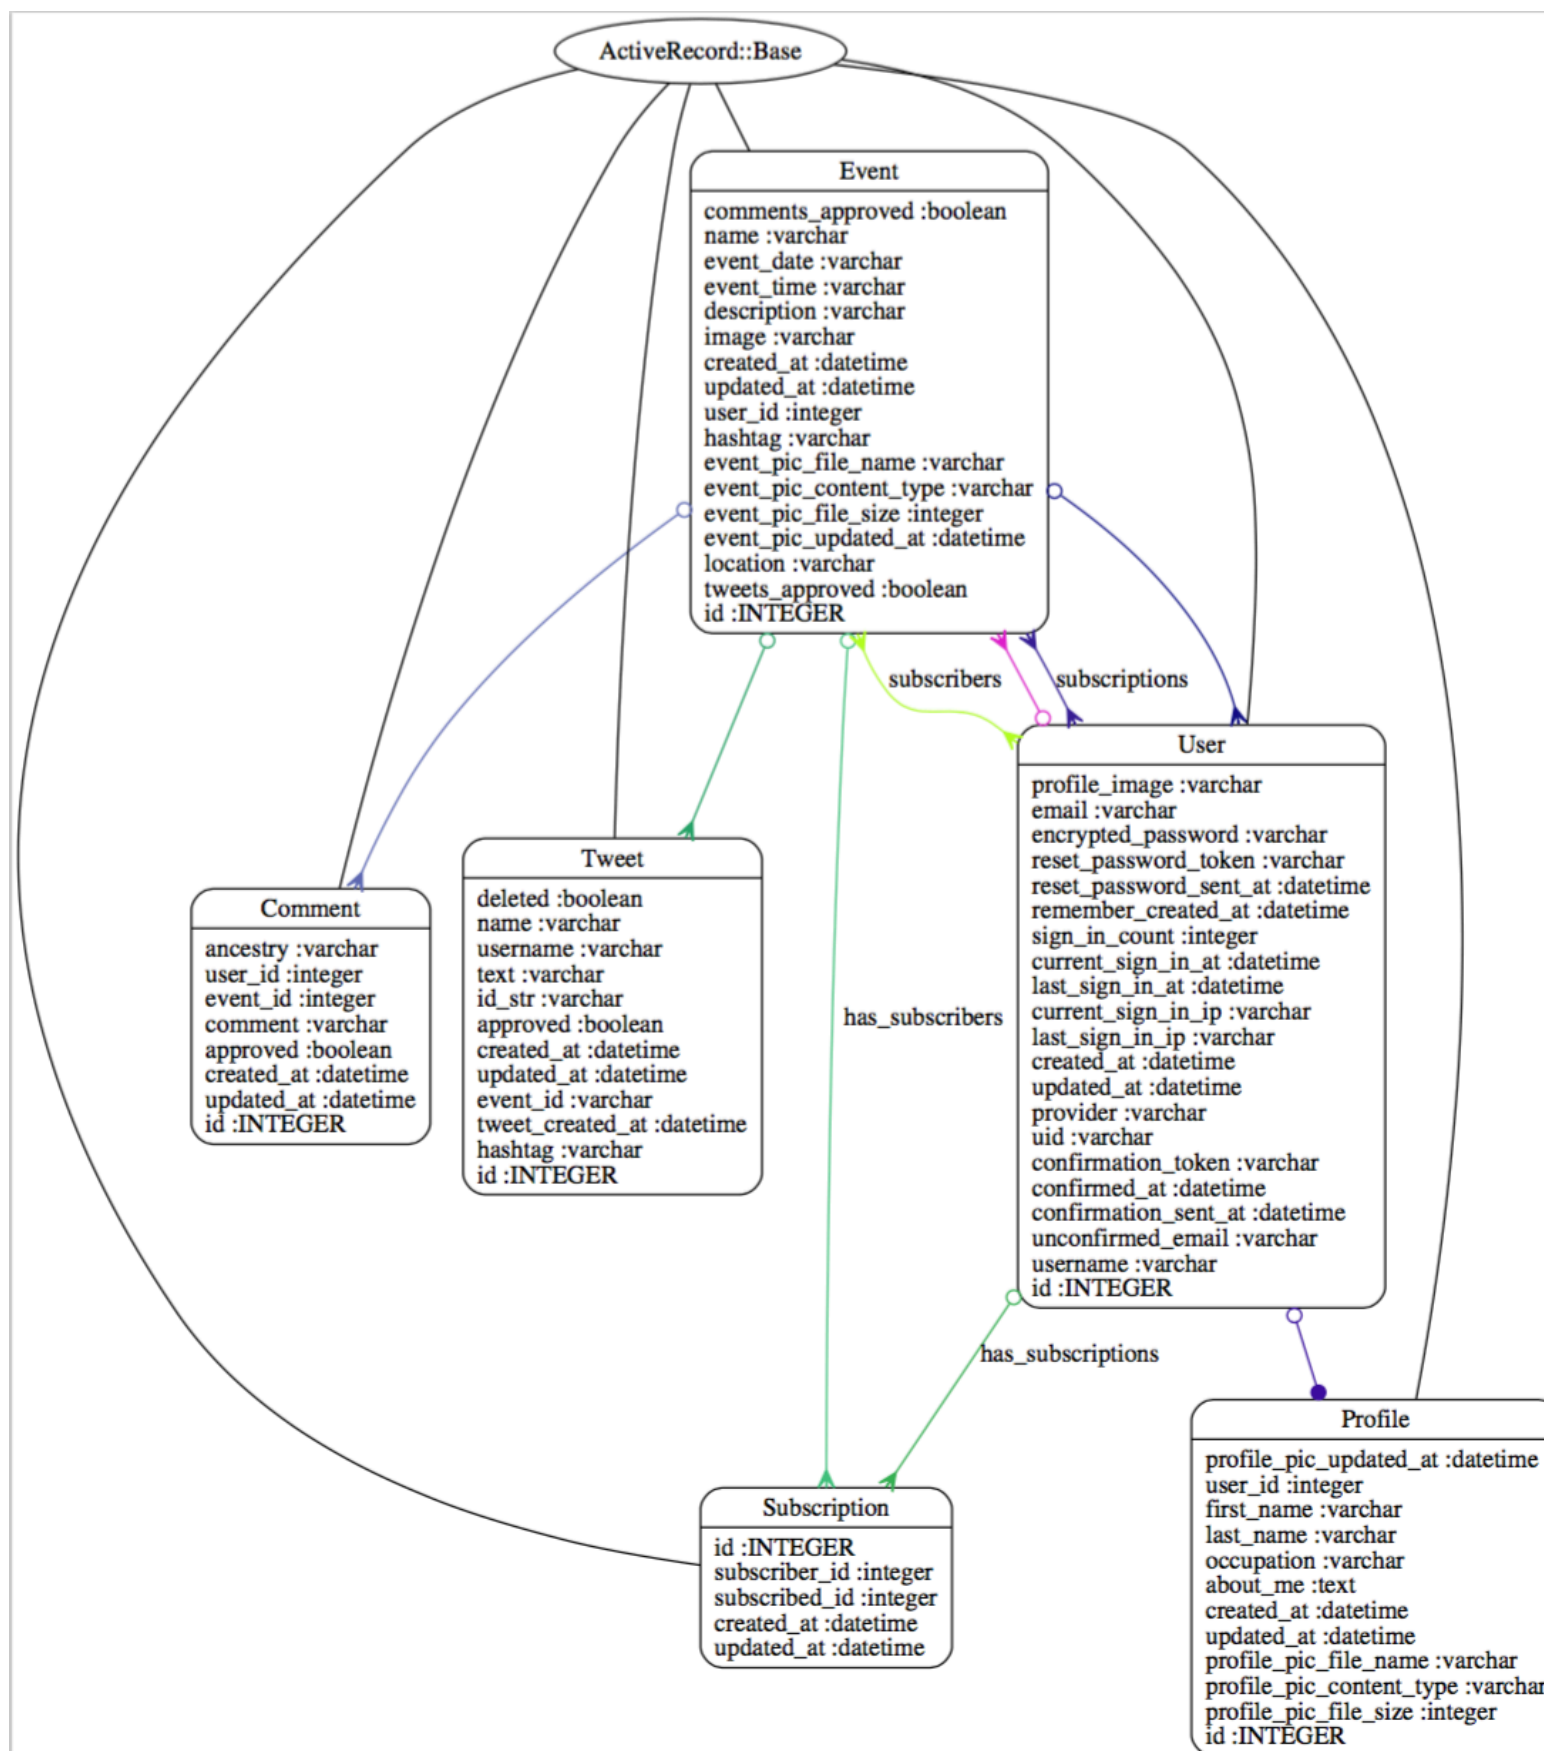 ActiveRecord::Base
Event
comments_approved :boolean
name :varchar
event_date :varchar
event_time :varchar
description :varchar
image :varchar
created_at :datetime
updated_at :datetime
user_id :integer
hashtag :varchar
event_pic_file_name :varchar
event_pic_content_type :varchar
event_pic_file_size :integer
event_pic_updated_at :datetime
location :varchar
tweets_approved :boolean
id :INTEGER
subscribers
subscriptions
User
profile_image :varchar
email :varchar
encrypted_password :varchar
reset_password_token :varchar
reset_password_sent_at :datetime
remember_created_at :datetime
sign_in_count :integer
current_sign_in_at :datetime
last_sign_in_at :datetime
current_sign_in_ip :varchar
last_sign_in_ip :varchar
created_at :datetime
updated_at :datetime
provider :varchar
uid :varchar
confirmation_token :varchar
confirmed_at :datetime
confirmation_sent_at :datetime
unconfirmed_email :varchar
username :varchar
id :INTEGER
Tweet
deleted :boolean
name :varchar
username :varchar
text :varchar
id_str :varchar
approved :boolean
created_at :datetime
updated_at :datetime
event_id :varchar
tweet_created_at :datetime
hashtag :varchar
id :INTEGER
Comment
ancestry :varchar
user_id :integer
event_id :integer
comment :varchar
approved :boolean
created_at :datetime
updated_at :datetime
id :INTEGER
has_subscribers
has_subscriptions
Profile
profile_pic_updated_at :datetime
user_id :integer
first_name :varchar
last_name :varchar
occupation :varchar
about_me :text
created_at :datetime
updated_at :datetime
profile_pic_file_name :varchar
profile_pic_content_type :varchar
profile_pic_file_size :integer
id :INTEGER
Subscription
id :INTEGER
subscriber_id :integer
subscribed_id :integer
created_at :datetime
updated_at :datetime